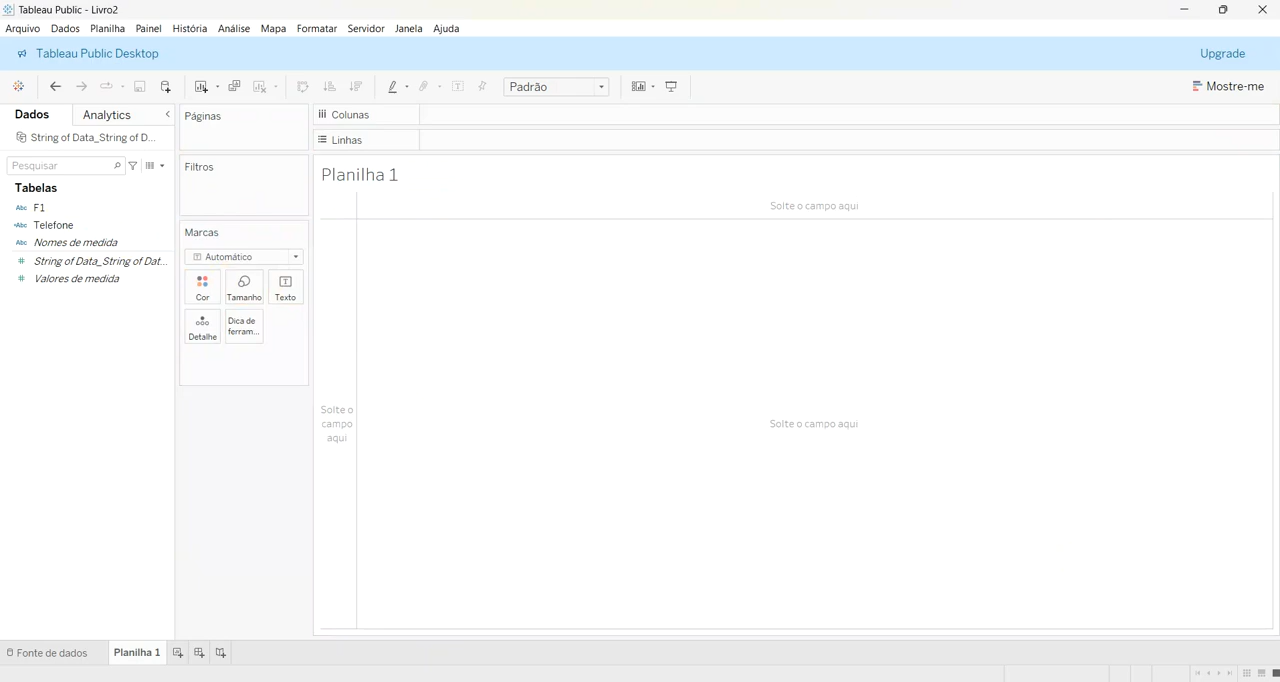 Tableau Public - Livro2
Arquivo Dados Planilha Painel História Análise Mapa Formatar Servidor Janela Ajuda
Tableau Public Desktop Upgrade
Padrão Mostre-me
Dados Analytics
String of Data_String of D...
Pesquisar
Tabelas
Abc F1
Abc Telefone
Abc Nomes de medida
# String of Data_String of Dat...
# Valores de medida
Páginas
Filtros
Marcas
Automático
Cor Tamanho Texto
Detalhe Dica de ferram...
Colunas
Linhas
Planilha 1
Solte o campo aqui
Solte o
campo
aqui
Solte o campo aqui
Fonte de dados Planilha 1